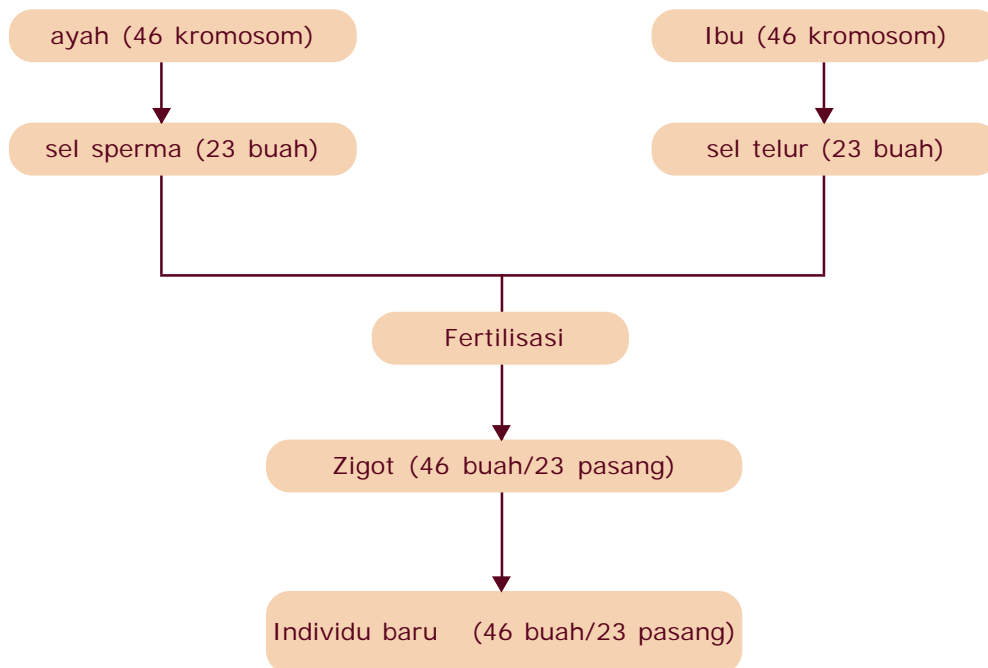 ayah (46 kromosom)
Ibu (46 kromosom)
sel sperma (23 buah)
sel telur (23 buah)
Fertilisasi
Zigot (46 buah/23 pasang)
Individu baru (46 buah/23 pasang)